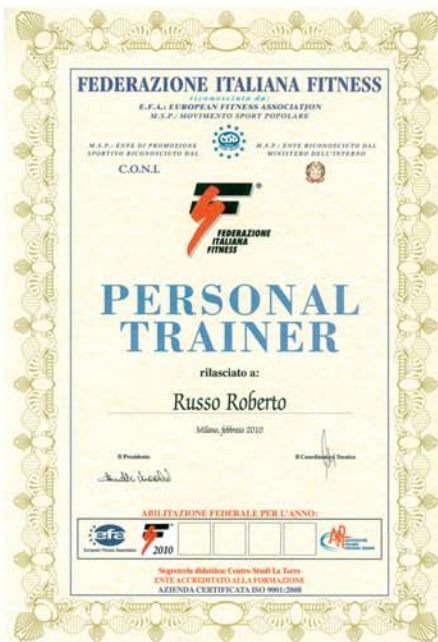 FEDERAZIONE ITALIANA FITNESS
riconosciuta da:
E.F.A.: EUROPEAN FITNESS ASSOCIATION
M.S.P.: MOVIMENTO SPORT POPOLARE
M.S.P.: ENTE DI PROMOZIONE
SPORTIVO RICONOSCIUTO DAL
C.O.N.I.
M.S.P.: ENTE RICONOSCIUTO DAL
MINISTERO DELL'INTERNO
FEDERAZIONE
ITALIANA
FITNESS
PERSONAL
TRAINER
rilasciato a:
Russo Roberto
Milano, febbraio 2010
Il Presidente
Il Coordinatore Tecnico
ABILITAZIONE FEDERALE PER L'ANNO:
efa
European Fitness Association
2010
Segreteria didattica: Centro Studi La Torre
ENTE ACCREDITATO ALLA FORMAZIONE
AZIENDA CERTIFICATA ISO 9001:2008